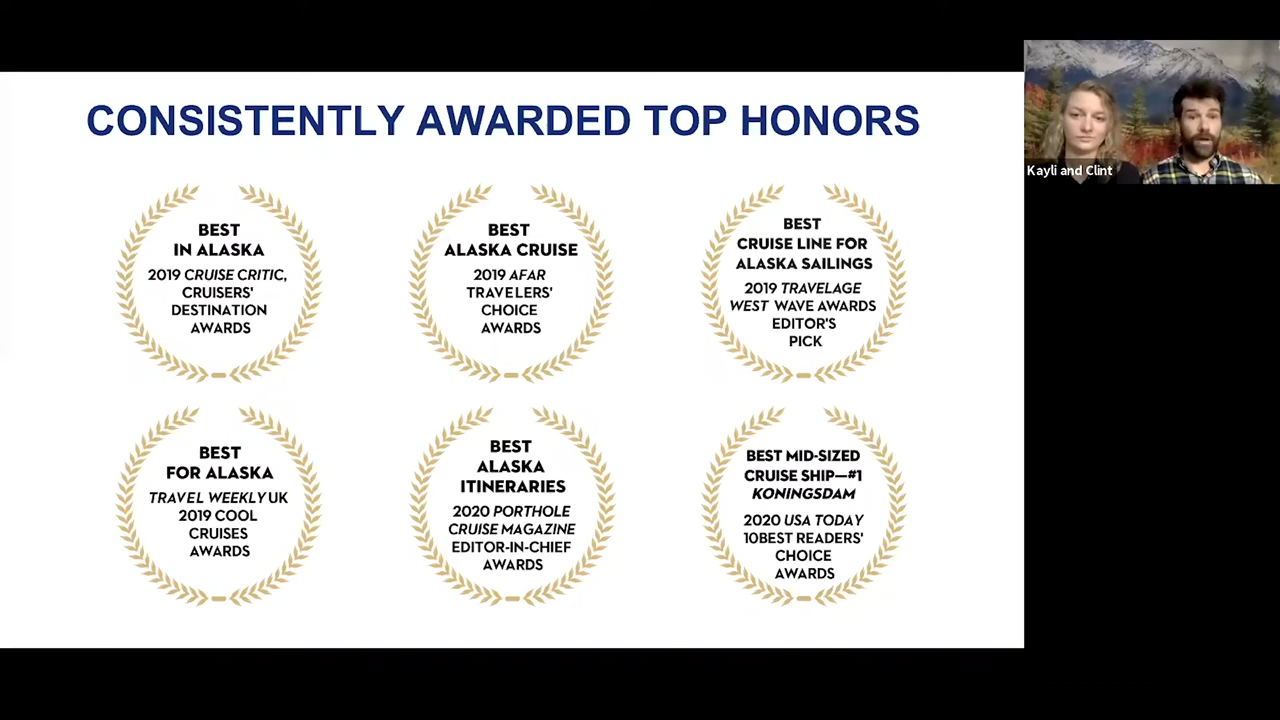 CONSISTENTLY AWARDED TOP HONORS
BEST
IN ALASKA
2019 CRUISE CRITIC,
CRUISERS'
DESTINATION
AWARDS
BEST
ALASKA CRUISE
2019 AFAR
TRAVELERS'
CHOICE
AWARDS
BEST
CRUISE LINE FOR
ALASKA SAILINGS
2019 TRAVELAGE
WEST WAVE AWARDS
EDITOR'S
PICK
BEST
FOR ALASKA
TRAVEL WEEKLY UK
2019 COOL
CRUISES
AWARDS
BEST
ALASKA
ITINERARIES
2020 PORTHOLE
CRUISE MAGAZINE
EDITOR-IN-CHIEF
AWARDS
BEST MID-SIZED
CRUISE SHIP—#1
KONINGSDAM
2020 USA TODAY
10BEST READERS'
CHOICE
AWARDS
Kayli and Clint